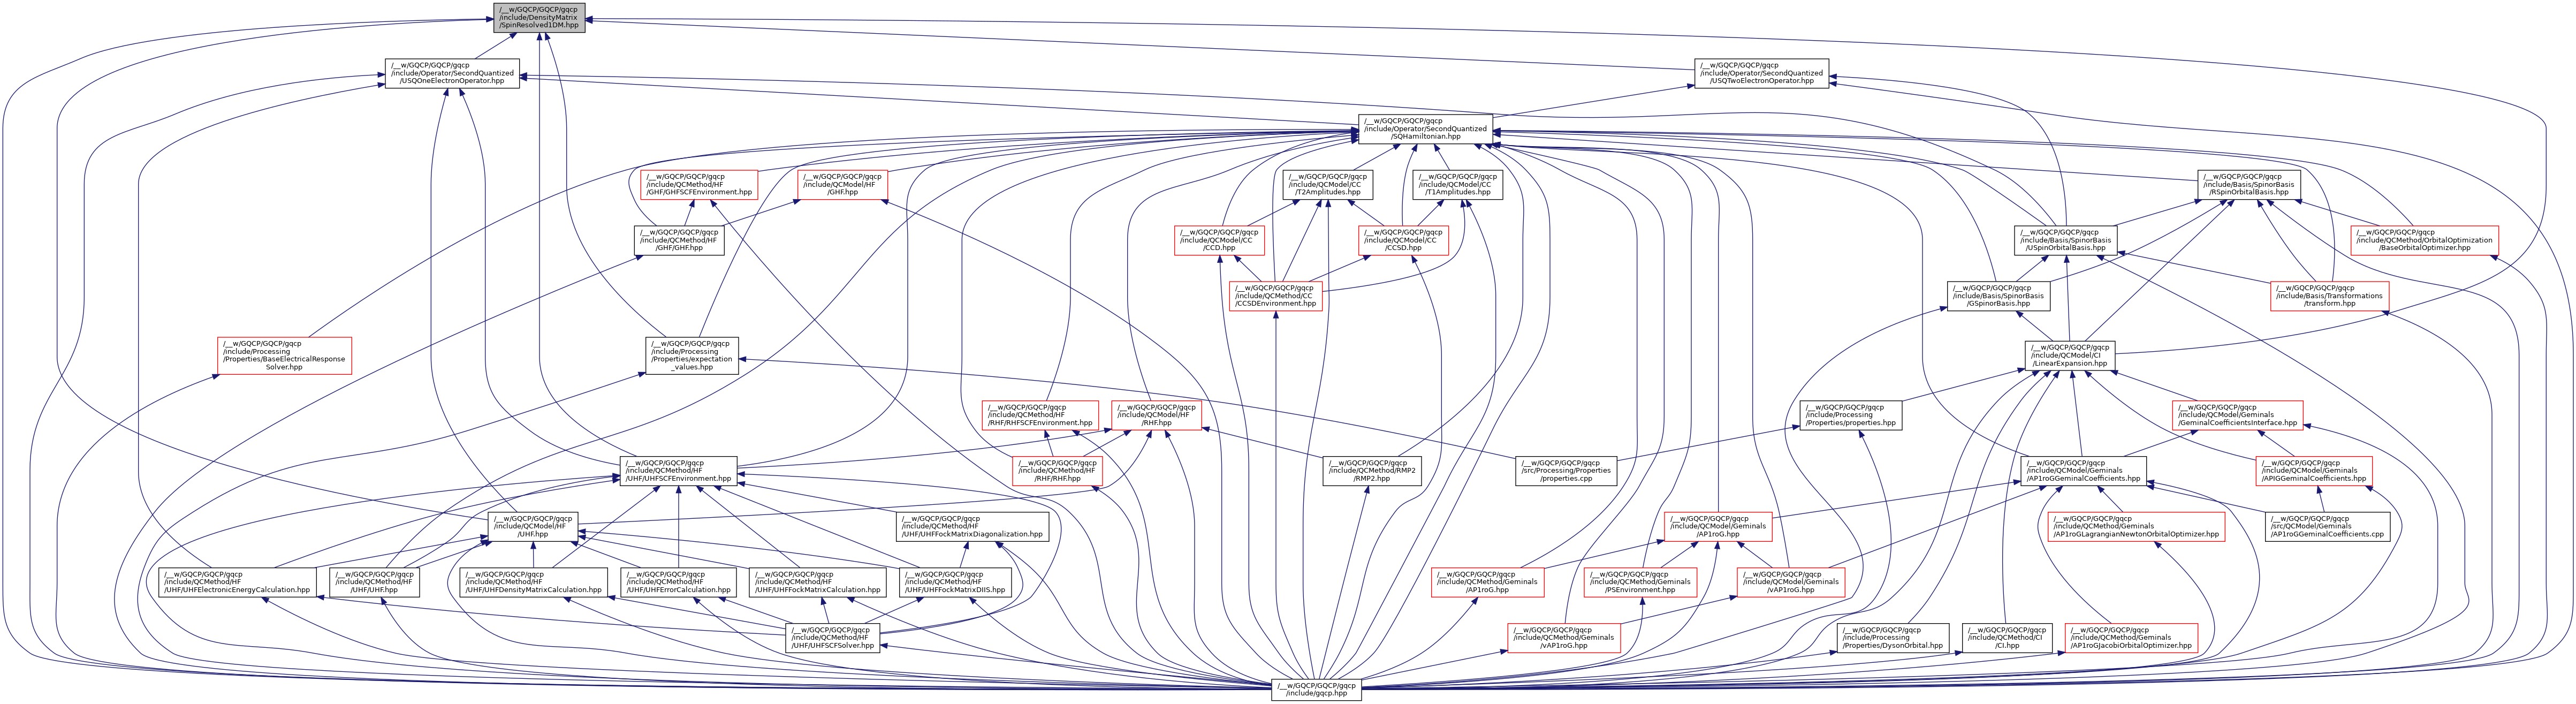 /__w/GQCP/GQCP/gqcp
/include/DensityMatrix
/SpinResolved1DM.hpp
/__w/GQCP/GQCP/gqcp
/include/Operator/SecondQuantized
/USQOneElectronOperator.hpp
/__w/GQCP/GQCP/gqcp
/include/Operator/SecondQuantized
/USQTwoElectronOperator.hpp
/__w/GQCP/GQCP/gqcp
/include/Operator/SecondQuantized
/SQHamiltonian.hpp
/__w/GQCP/GQCP/gqcp
/include/QCMethod/HF
/GHF/GHFSCFEnvironment.hpp
/__w/GQCP/GQCP/gqcp
/include/QCModel/HF
/GHF.hpp
/__w/GQCP/GQCP/gqcp
/include/QCModel/CC
/T2Amplitudes.hpp
/__w/GQCP/GQCP/gqcp
/include/QCModel/CC
/T1Amplitudes.hpp
/__w/GQCP/GQCP/gqcp
/include/Basis/SpinorBasis
/RSpinOrbitalBasis.hpp
/__w/GQCP/GQCP/gqcp
/include/QCMethod/HF
/GHF/GHF.hpp
/__w/GQCP/GQCP/gqcp
/include/QCModel/CC
/CCD.hpp
/__w/GQCP/GQCP/gqcp
/include/QCModel/CC
/CCSD.hpp
/__w/GQCP/GQCP/gqcp
/include/Basis/SpinorBasis
/USpinOrbitalBasis.hpp
/__w/GQCP/GQCP/gqcp
/include/QCMethod/OrbitalOptimization
/BaseOrbitalOptimizer.hpp
/__w/GQCP/GQCP/gqcp
/include/QCMethod/CC
/CCSDEnvironment.hpp
/__w/GQCP/GQCP/gqcp
/include/Basis/SpinorBasis
/GSpinorBasis.hpp
/__w/GQCP/GQCP/gqcp
/include/Basis/Transformations
/transform.hpp
/__w/GQCP/GQCP/gqcp
/include/Processing
/Properties/BaseElectricalResponse
Solver.hpp
/__w/GQCP/GQCP/gqcp
/include/Processing
/Properties/expectation
_values.hpp
/__w/GQCP/GQCP/gqcp
/include/QCModel/CI
/LinearExpansion.hpp
/__w/GQCP/GQCP/gqcp
/include/QCMethod/HF
/RHF/RHFSCFEnvironment.hpp
/__w/GQCP/GQCP/gqcp
/include/QCModel/HF
/RHF.hpp
/__w/GQCP/GQCP/gqcp
/include/Processing
/Properties/properties.hpp
/__w/GQCP/GQCP/gqcp
/include/QCModel/Geminals
/GeminalCoefficientsInterface.hpp
/__w/GQCP/GQCP/gqcp
/include/QCMethod/HF
/UHF/UHFSCFEnvironment.hpp
/__w/GQCP/GQCP/gqcp
/include/QCMethod/HF
/RHF/RHF.hpp
/__w/GQCP/GQCP/gqcp
/include/QCMethod/RMP2
/RMP2.hpp
/__w/GQCP/GQCP/gqcp
/src/Processing/Properties
/properties.cpp
/__w/GQCP/GQCP/gqcp
/include/QCModel/Geminals
/AP1roGGeminalCoefficients.hpp
/__w/GQCP/GQCP/gqcp
/include/QCModel/Geminals
/APIGGeminalCoefficients.hpp
/__w/GQCP/GQCP/gqcp
/include/QCModel/HF
/UHF.hpp
/__w/GQCP/GQCP/gqcp
/include/QCMethod/HF
/UHF/UHFFockMatrixDiagonalization.hpp
/__w/GQCP/GQCP/gqcp
/include/QCModel/Geminals
/AP1roG.hpp
/__w/GQCP/GQCP/gqcp
/include/QCMethod/Geminals
/AP1roGLagrangianNewtonOrbitalOptimizer.hpp
/__w/GQCP/GQCP/gqcp
/src/QCModel/Geminals
/AP1roGGeminalCoefficients.cpp
/__w/GQCP/GQCP/gqcp
/include/QCMethod/HF
/UHF/UHFElectronicEnergyCalculation.hpp
/__w/GQCP/GQCP/gqcp
/include/QCMethod/HF
/UHF/UHF.hpp
/__w/GQCP/GQCP/gqcp
/include/QCMethod/HF
/UHF/UHFDensityMatrixCalculation.hpp
/__w/GQCP/GQCP/gqcp
/include/QCMethod/HF
/UHF/UHFErrorCalculation.hpp
/__w/GQCP/GQCP/gqcp
/include/QCMethod/HF
/UHF/UHFFockMatrixCalculation.hpp
/__w/GQCP/GQCP/gqcp
/include/QCMethod/HF
/UHF/UHFFockMatrixDIIS.hpp
/__w/GQCP/GQCP/gqcp
/include/QCMethod/Geminals
/AP1roG.hpp
/__w/GQCP/GQCP/gqcp
/include/QCMethod/Geminals
/PSEnvironment.hpp
/__w/GQCP/GQCP/gqcp
/include/QCModel/Geminals
/vAP1roG.hpp
/__w/GQCP/GQCP/gqcp
/include/QCMethod/HF
/UHF/UHFSCFSolver.hpp
/__w/GQCP/GQCP/gqcp
/include/QCMethod/Geminals
/vAP1roG.hpp
/__w/GQCP/GQCP/gqcp
/include/Processing
/Properties/DysonOrbital.hpp
/__w/GQCP/GQCP/gqcp
/include/QCMethod/CI
/CI.hpp
/__w/GQCP/GQCP/gqcp
/include/QCMethod/Geminals
/AP1roGJacobiOrbitalOptimizer.hpp
/__w/GQCP/GQCP/gqcp
/include/gqcp.hpp